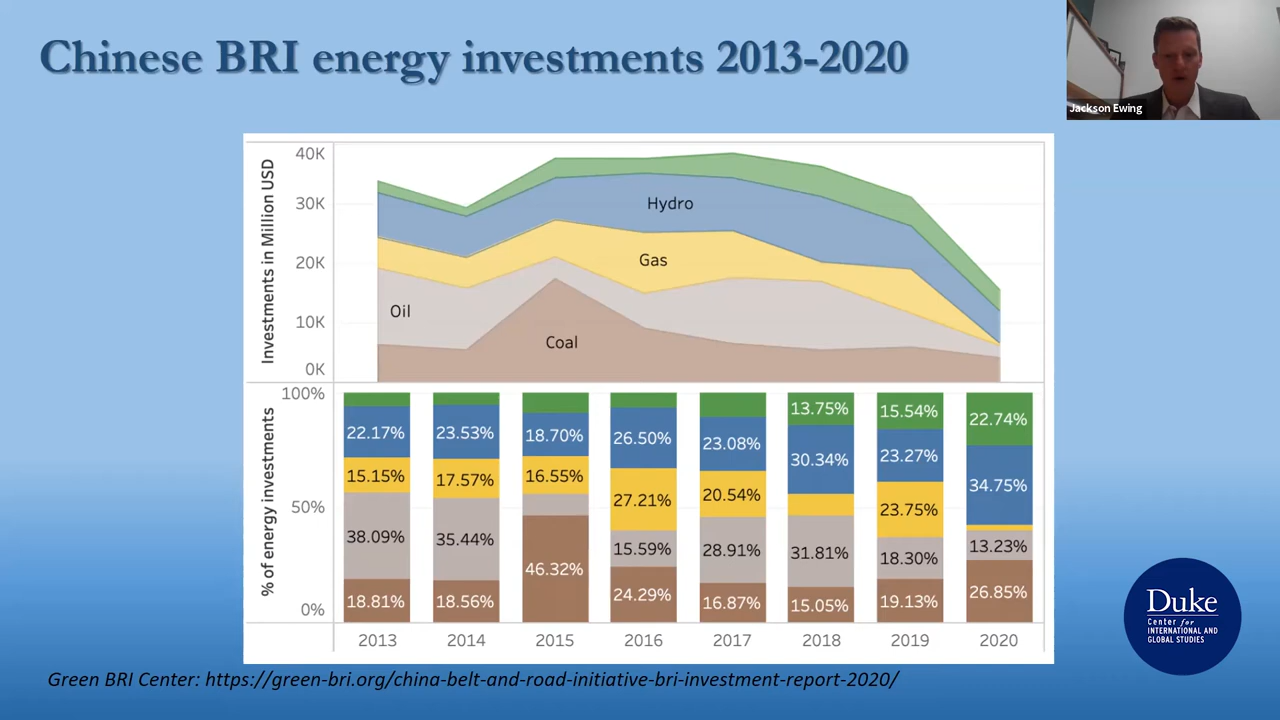 Chinese BRI energy investments 2013-2020
Jackson Ewing
Investments in Million USD
40K
30K
20K
10K
0K
Hydro
Gas
Oil
Coal
% of energy investments
100%
50%
0%
13.75% 15.54% 22.74%
22.17% 23.53% 18.70% 26.50% 23.08% 30.34% 23.27% 34.75%
15.15% 17.57% 16.55% 27.21% 20.54% 23.75%
38.09% 35.44% 15.59% 28.91% 31.81% 18.30% 13.23%
18.81% 18.56% 46.32% 24.29% 16.87% 15.05% 19.13% 26.85%
2013 2014 2015 2016 2017 2018 2019 2020
Duke
Center for
INTERNATIONAL AND
GLOBAL STUDIES
Green BRI Center: https://green-bri.org/china-belt-and-road-initiative-bri-investment-report-2020/